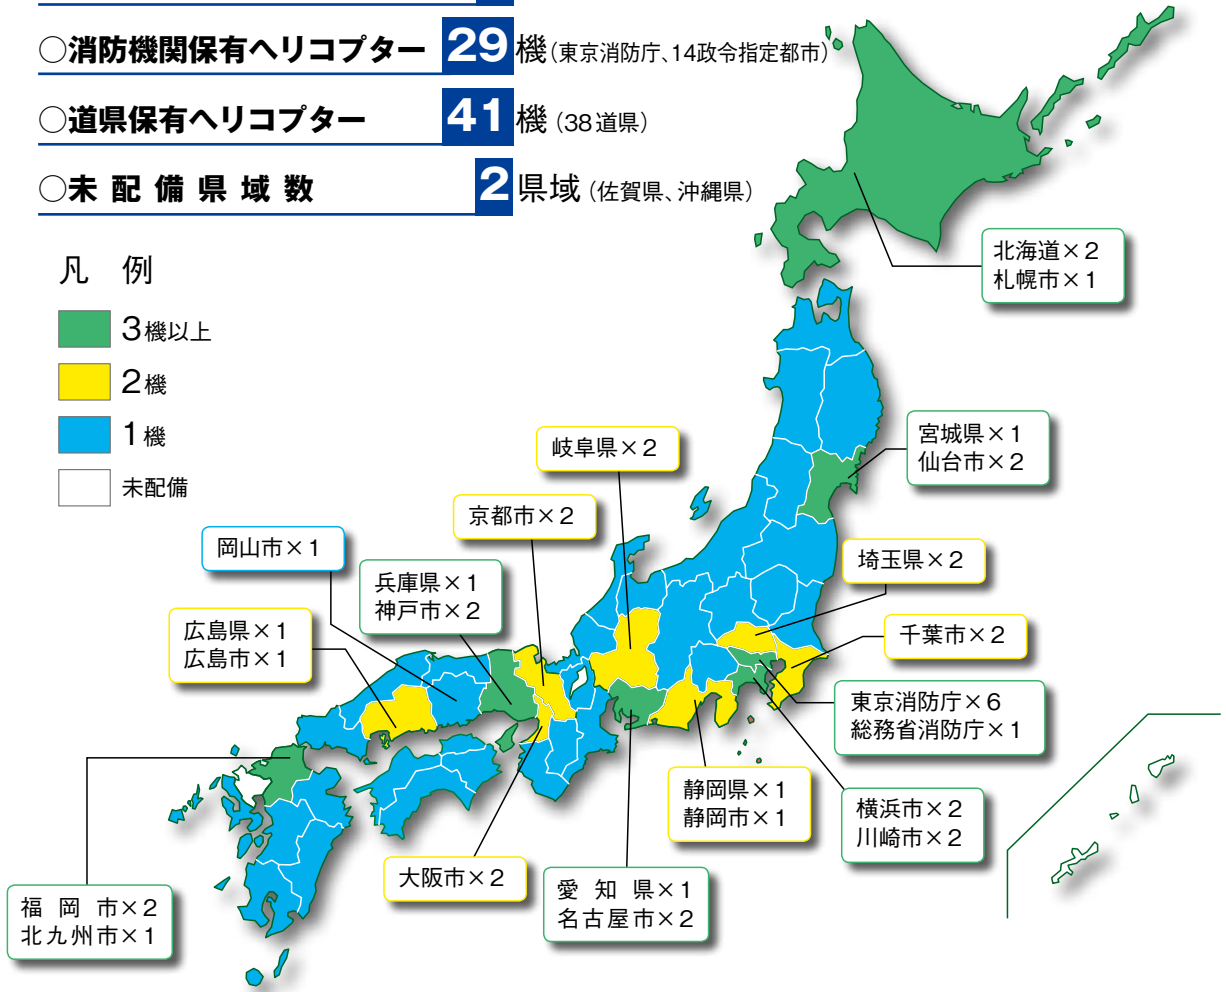 ○消防機関保有ヘリコプター 29機(東京消防庁、14政令指定都市)
○道県保有ヘリコプター 41機(38道県)
○未配備県域数 2県域(佐賀県、沖縄県)
凡 例
3機以上
2機
1機
未配備
北海道×2
札幌市×1
宮城県×1
仙台市×2
岐阜県×2
京都市×2
岡山市×1
兵庫県×1
神戸市×2
広島県×1
広島市×1
埼玉県×2
千葉市×2
東京消防庁×6
総務省消防庁×1
静岡県×1
静岡市×1
横浜市×2
川崎市×2
大阪市×2
愛知県×1
名古屋市×2
福岡市×2
北九州市×1